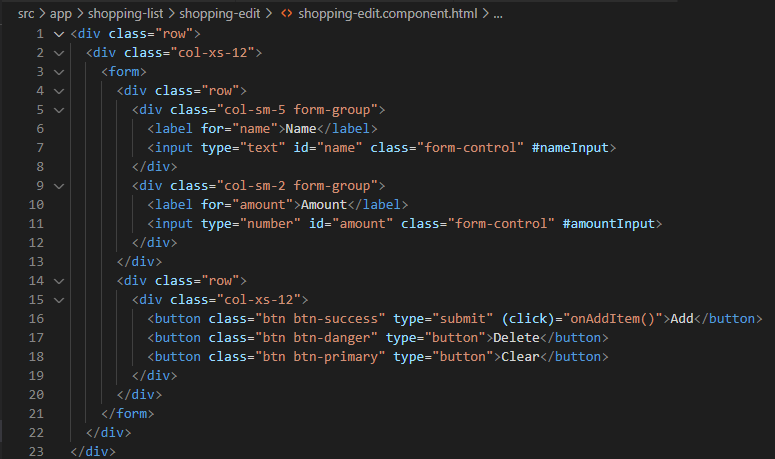 src > app > shopping-list > shopping-edit > <> shopping-edit.component.html > ...
1 <div class="row">
2 <div class="col-xs-12">
3 <form>
4 <div class="row">
5 <div class="col-sm-5 form-group">
6 <label for="name">Name</label>
7 <input type="text" id="name" class="form-control" #nameInput>
8 </div>
9 <div class="col-sm-2 form-group">
10 <label for="amount">Amount</label>
11 <input type="number" id="amount" class="form-control" #amountInput>
12 </div>
13 </div>
14 <div class="row">
15 <div class="col-xs-12">
16 <button class="btn btn-success" type="submit" (click)="onAddItem()">Add</button>
17 <button class="btn btn-danger" type="button">Delete</button>
18 <button class="btn btn-primary" type="button">Clear</button>
19 </div>
20 </div>
21 </form>
22 </div>
23 </div>